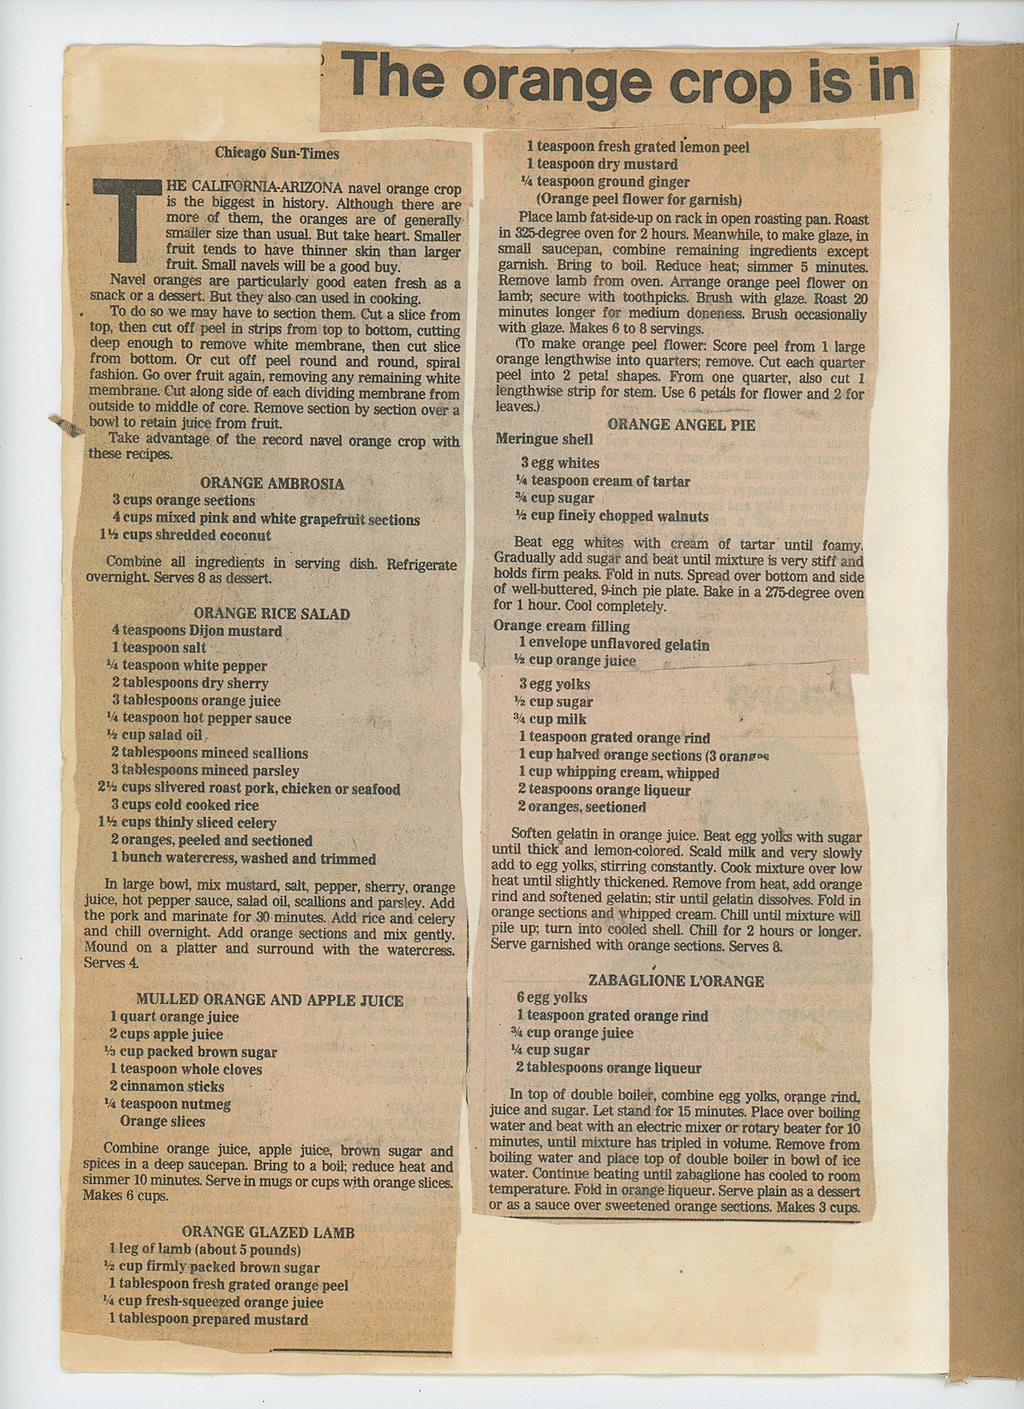 The orange crop is in
Chicago Sun-Times
THE CALIFORNIA-ARIZONA navel orange crop
is the biggest in history. Although there are
more of them, the oranges are of generally
smaller size than usual. But take heart. Smaller
fruit tends to have thinner skin than larger
fruit. Small navels will be a good buy.
Navel oranges are particularly good eaten fresh as a
snack or a dessert. But they also can used in cooking.
To do so we may have to section them. Cut a slice from
top, then cut off peel in strips from top to bottom, cutting
deep enough to remove white membrane, then cut slice
from bottom. Or cut off peel round and round, spiral
fashion. Go over fruit again, removing any remaining white
membrane. Cut along side of each dividing membrane from
outside to middle of core. Remove section by section over a
bowl to retain juice from fruit.
Take advantage of the record navel orange crop with
these recipes.
ORANGE AMBROSIA
3 cups orange sections
4 cups mixed pink and white grapefruit sections
1½ cups shredded coconut
Combine all ingredients in serving dish. Refrigerate
overnight. Serves 8 as dessert.
ORANGE RICE SALAD
4 teaspoons Dijon mustard
1 teaspoon salt
¼ teaspoon white pepper
2 tablespoons dry sherry
3 tablespoons orange juice
¼ teaspoon hot pepper sauce
½ cup salad oil
2 tablespoons minced scallions
3 tablespoons minced parsley
2½ cups slivered roast pork, chicken or seafood
3 cups cold cooked rice
1½ cups thinly sliced celery
2 oranges, peeled and sectioned
1 bunch watercress, washed and trimmed
In large bowl, mix mustard, salt, pepper, sherry, orange
juice, hot pepper sauce, salad oil, scallions and parsley. Add
the pork and marinate for 30 minutes. Add rice and celery
and chill overnight. Add orange sections and mix gently.
Mound on a platter and surround with the watercress.
Serves 4.
MULLED ORANGE AND APPLE JUICE
1 quart orange juice
2 cups apple juice
⅓ cup packed brown sugar
1 teaspoon whole cloves
2 cinnamon sticks
¼ teaspoon nutmeg
Orange slices
Combine orange juice, apple juice, brown sugar and
spices in a deep saucepan. Bring to a boil; reduce heat and
simmer 10 minutes. Serve in mugs or cups with orange slices.
Makes 6 cups.
ORANGE GLAZED LAMB
1 leg of lamb (about 5 pounds)
½ cup firmly packed brown sugar
1 tablespoon fresh grated orange peel
¼ cup fresh-squeezed orange juice
1 tablespoon prepared mustard
1 teaspoon fresh grated lemon peel
1 teaspoon dry mustard
¼ teaspoon ground ginger
(Orange peel flower for garnish)
Place lamb fat-side-up on rack in open roasting pan. Roast
in 325-degree oven for 2 hours. Meanwhile, to make glaze, in
small saucepan, combine remaining ingredients except
garnish. Bring to boil. Reduce heat; simmer 5 minutes.
Remove lamb from oven. Arrange orange peel flower on
lamb; secure with toothpicks. Brush with glaze. Roast 20
minutes longer for medium doneness. Brush occasionally
with glaze. Makes 6 to 8 servings.
(To make orange peel flower: Score peel from 1 large
orange lengthwise into quarters; remove. Cut each quarter
peel into 2 petal shapes. From one quarter, also cut 1
lengthwise strip for stem. Use 6 petals for flower and 2 for
leaves.)
ORANGE ANGEL PIE
Meringue shell
3 egg whites
¼ teaspoon cream of tartar
¾ cup sugar
½ cup finely chopped walnuts
Beat egg whites with cream of tartar until foamy.
Gradually add sugar and beat until mixture is very stiff and
holds firm peaks. Fold in nuts. Spread over bottom and side
of well-buttered, 9-inch pie plate. Bake in a 275-degree oven
for 1 hour. Cool completely.
Orange cream filling
1 envelope unflavored gelatin
½ cup orange juice
3 egg yolks
½ cup sugar
¾ cup milk
1 teaspoon grated orange rind
1 cup halved orange sections (3 oranges
1 cup whipping cream, whipped
2 teaspoons orange liqueur
2 oranges, sectioned
Soften gelatin in orange juice. Beat egg yolks with sugar
until thick and lemon-colored. Scald milk and very slowly
add to egg yolks, stirring constantly. Cook mixture over low
heat until slightly thickened. Remove from heat, add orange
rind and softened gelatin; stir until gelatin dissolves. Fold in
orange sections and whipped cream. Chill until mixture will
pile up; turn into cooled shell. Chill for 2 hours or longer.
Serve garnished with orange sections. Serves 8.
ZABAGLIONE L'ORANGE
6 egg yolks
1 teaspoon grated orange rind
¾ cup orange juice
¼ cup sugar
2 tablespoons orange liqueur
In top of double boiler, combine egg yolks, orange rind,
juice and sugar. Let stand for 15 minutes. Place over boiling
water and beat with an electric mixer or rotary beater for 10
minutes, until mixture has tripled in volume. Remove from
boiling water and place top of double boiler in bowl of ice
water. Continue beating until zabaglione has cooled to room
temperature. Fold in orange liqueur. Serve plain as a dessert
or as a sauce over sweetened orange sections. Makes 3 cups.